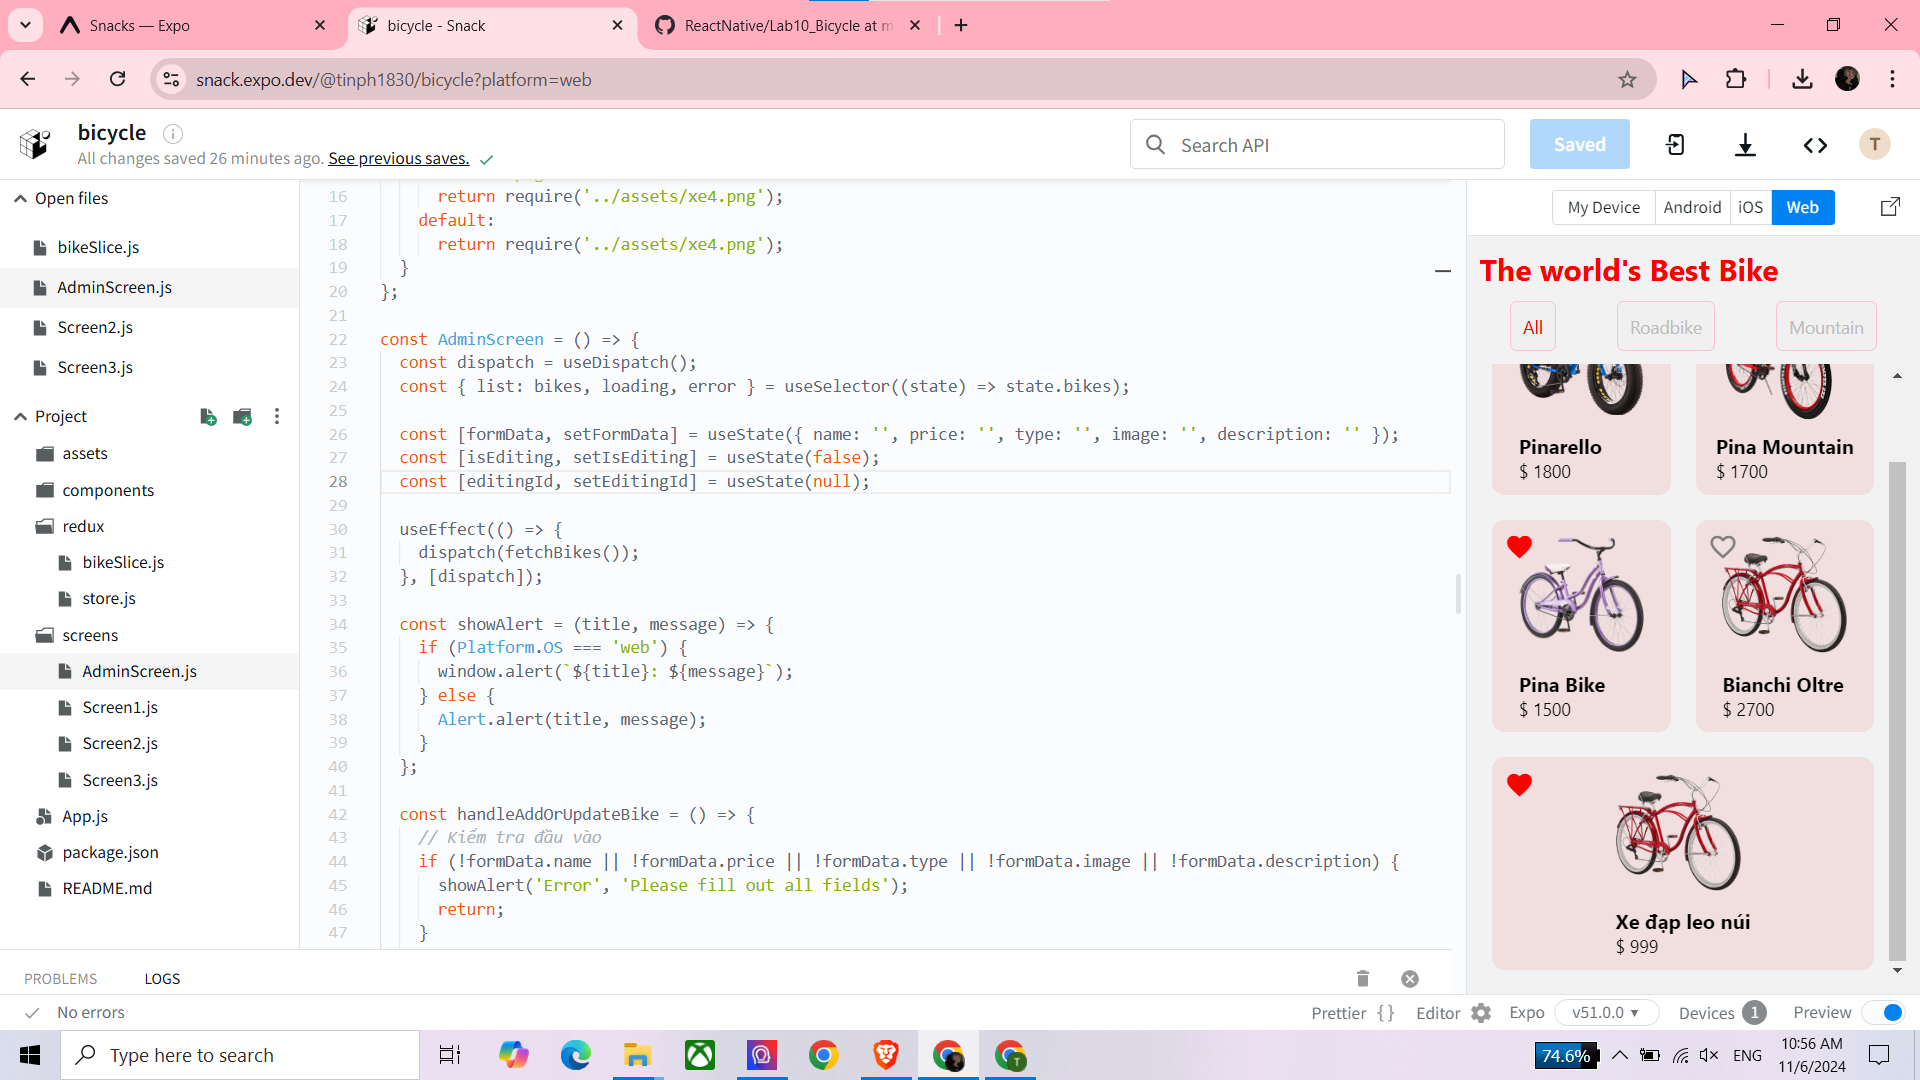 Snacks — Expo
bicycle - Snack
ReactNative/Lab10_Bicycle at m
snack.expo.dev/@tinph1830/bicycle?platform=web
bicycle
All changes saved 26 minutes ago. See previous saves.
Search API
Saved
T
Open files
bikeSlice.js
AdminScreen.js
Screen2.js
Screen3.js
Project
assets
components
redux
bikeSlice.js
store.js
screens
AdminScreen.js
Screen1.js
Screen2.js
Screen3.js
App.js
package.json
README.md
16 return require('../assets/xe4.png');
17 default:
18 return require('../assets/xe4.png');
19 }
20 };
21
22 const AdminScreen = () => {
23 const dispatch = useDispatch();
24 const { list: bikes, loading, error } = useSelector((state) => state.bikes);
25
26 const [formData, setFormData] = useState({ name: '', price: '', type: '', image: '', description: '' });
27 const [isEditing, setIsEditing] = useState(false);
28 const [editingId, setEditingId] = useState(null);
29
30 useEffect(() => {
31 dispatch(fetchBikes());
32 }, [dispatch]);
33
34 const showAlert = (title, message) => {
35 if (Platform.OS === 'web') {
36 window.alert(`${title}: ${message}`);
37 } else {
38 Alert.alert(title, message);
39 }
40 };
41
42 const handleAddOrUpdateBike = () => {
43 // Kiểm tra đầu vào
44 if (!formData.name || !formData.price || !formData.type || !formData.image || !formData.description) {
45 showAlert('Error', 'Please fill out all fields');
46 return;
47 }
My Device Android iOS Web
The world's Best Bike
All Roadbike Mountain
Pinarello
$ 1800
Pina Mountain
$ 1700
Pina Bike
$ 1500
Bianchi Oltre
$ 2700
Xe đạp leo núi
$ 999
PROBLEMS LOGS
No errors
Prettier {} Editor Expo v51.0.0 Devices 1 Preview
Type here to search
T
74.6%
ENG
10:56 AM
11/6/2024